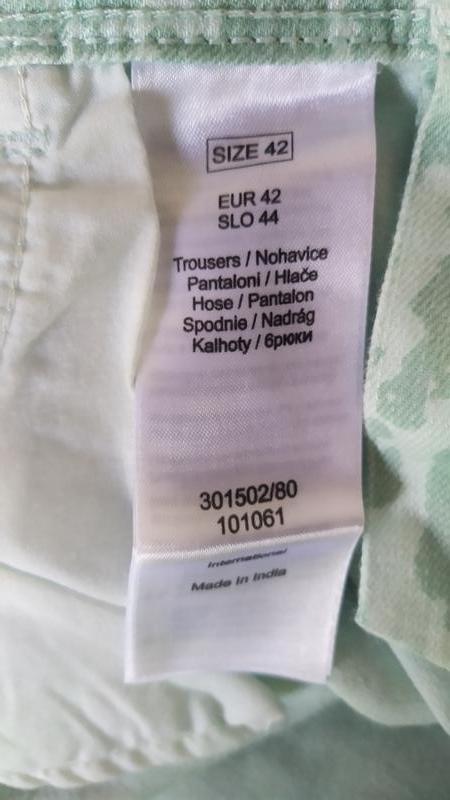 SIZE 42
EUR 42
SLO 44
Trousers / Nohavice
Pantaloni / Hlače
Hose / Pantalon
Spodnie / Nadrág
Kalhoty / брюки
301502/80
101061
International
Made in India